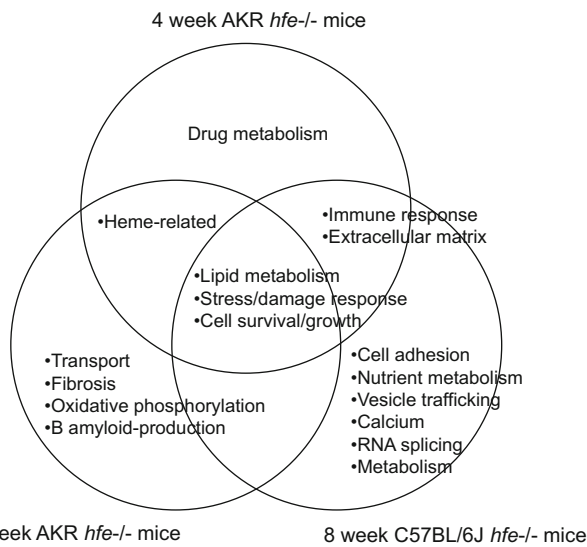 4 week AKR hfe-/- mice
Drug metabolism
•Heme-related
•Immune response
•Extracellular matrix
•Lipid metabolism
•Stress/damage response
•Cell survival/growth
•Transport
•Fibrosis
•Oxidative phosphorylation
•B amyloid-production
•Cell adhesion
•Nutrient metabolism
•Vesicle trafficking
•Calcium
•RNA splicing
•Metabolism
eek AKR hfe-/- mice
8 week C57BL/6J hfe-/- mice